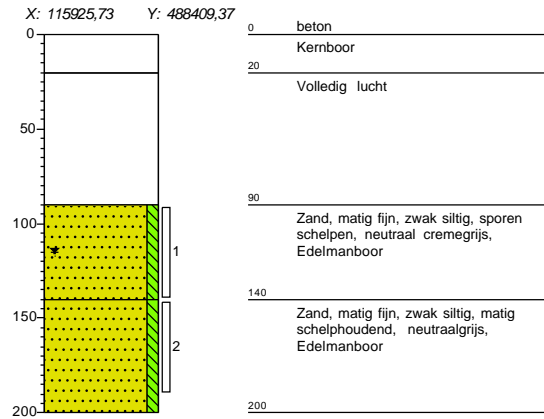 X: 115925,73 Y: 488409,37
0
50
100
150
200
1
2
0 beton
Kernboor
20
Volledig lucht
90
Zand, matig fijn, zwak siltig, sporen
schelpen, neutraal cremegrijs,
Edelmanboor
140
Zand, matig fijn, zwak siltig, matig
schelphoudend, neutraalgrijs,
Edelmanboor
200